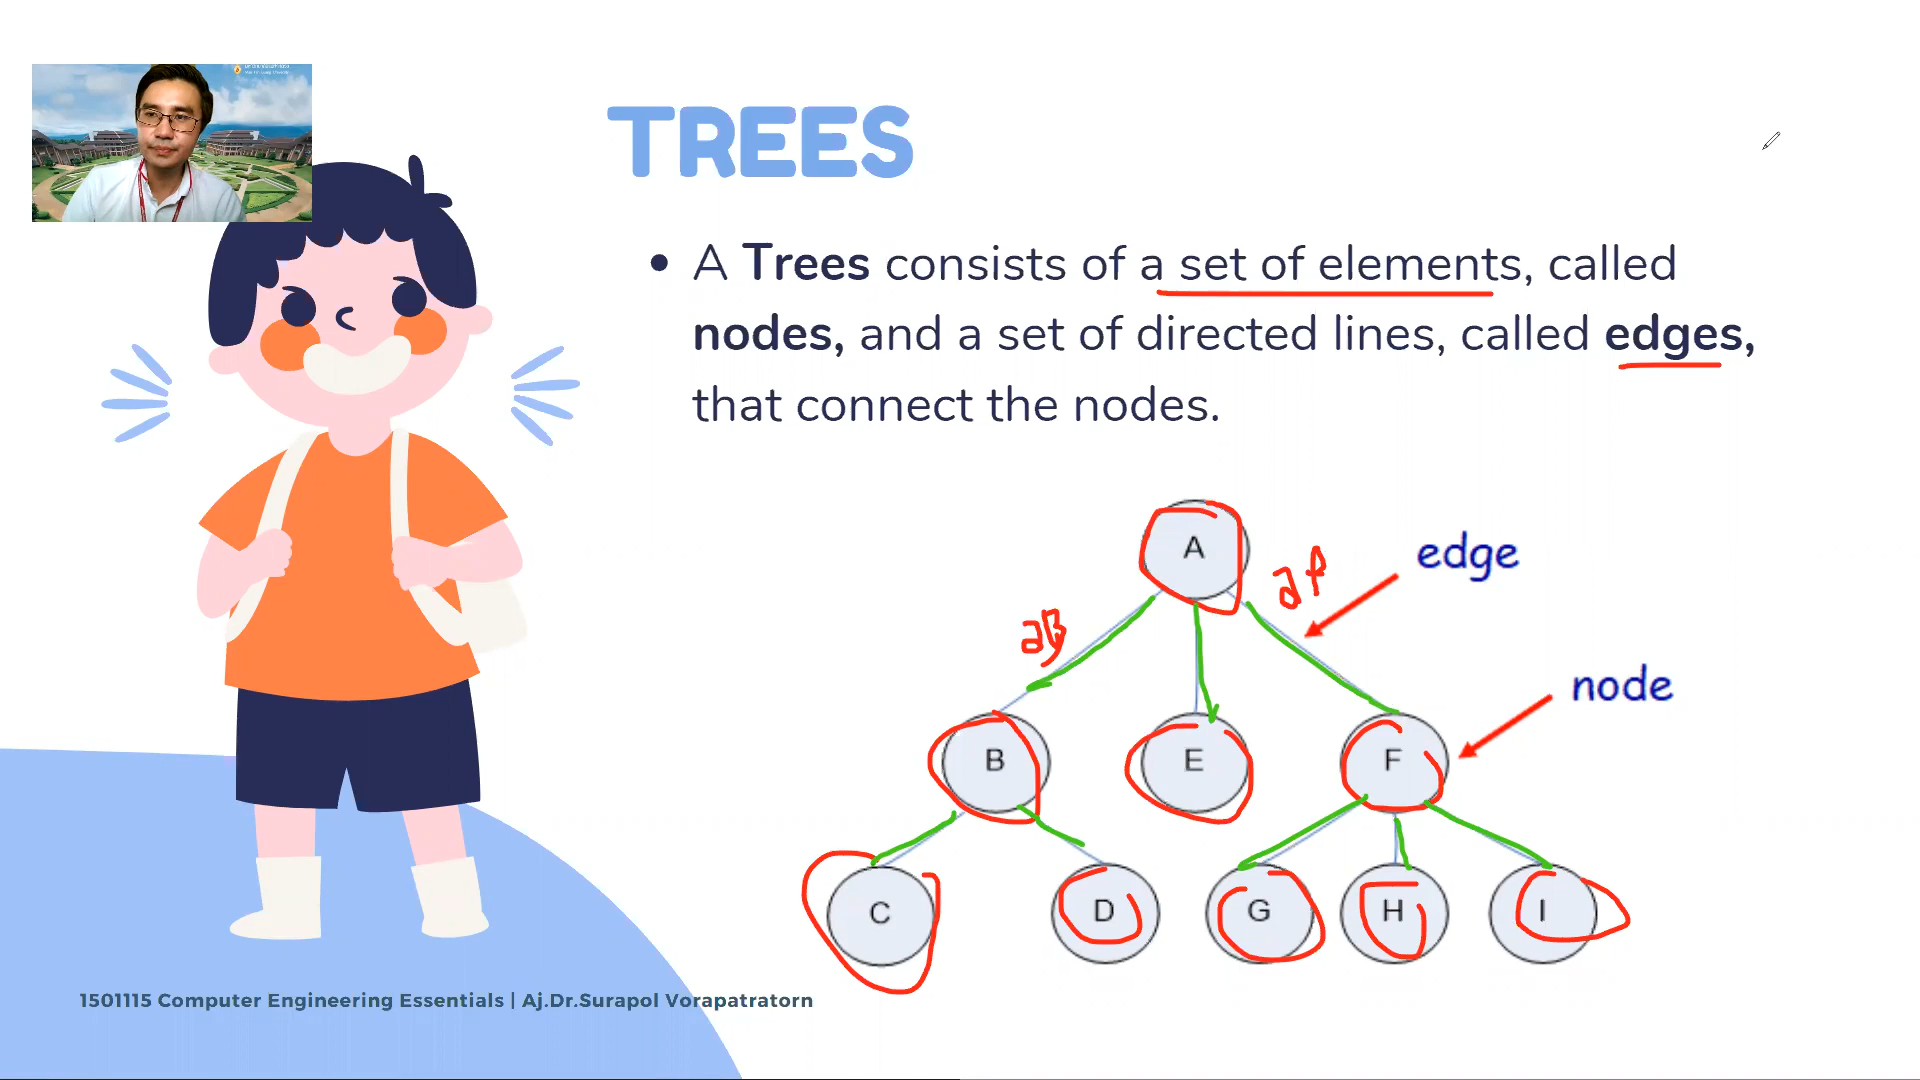 TREES
• A Trees consists of a set of elements, called
nodes, and a set of directed lines, called edges,
that connect the nodes.
A
edge
aB
node
B
E
F
C
D
G
H
I
1501115 Computer Engineering Essentials | Aj.Dr.Surapol Vorapatratorn